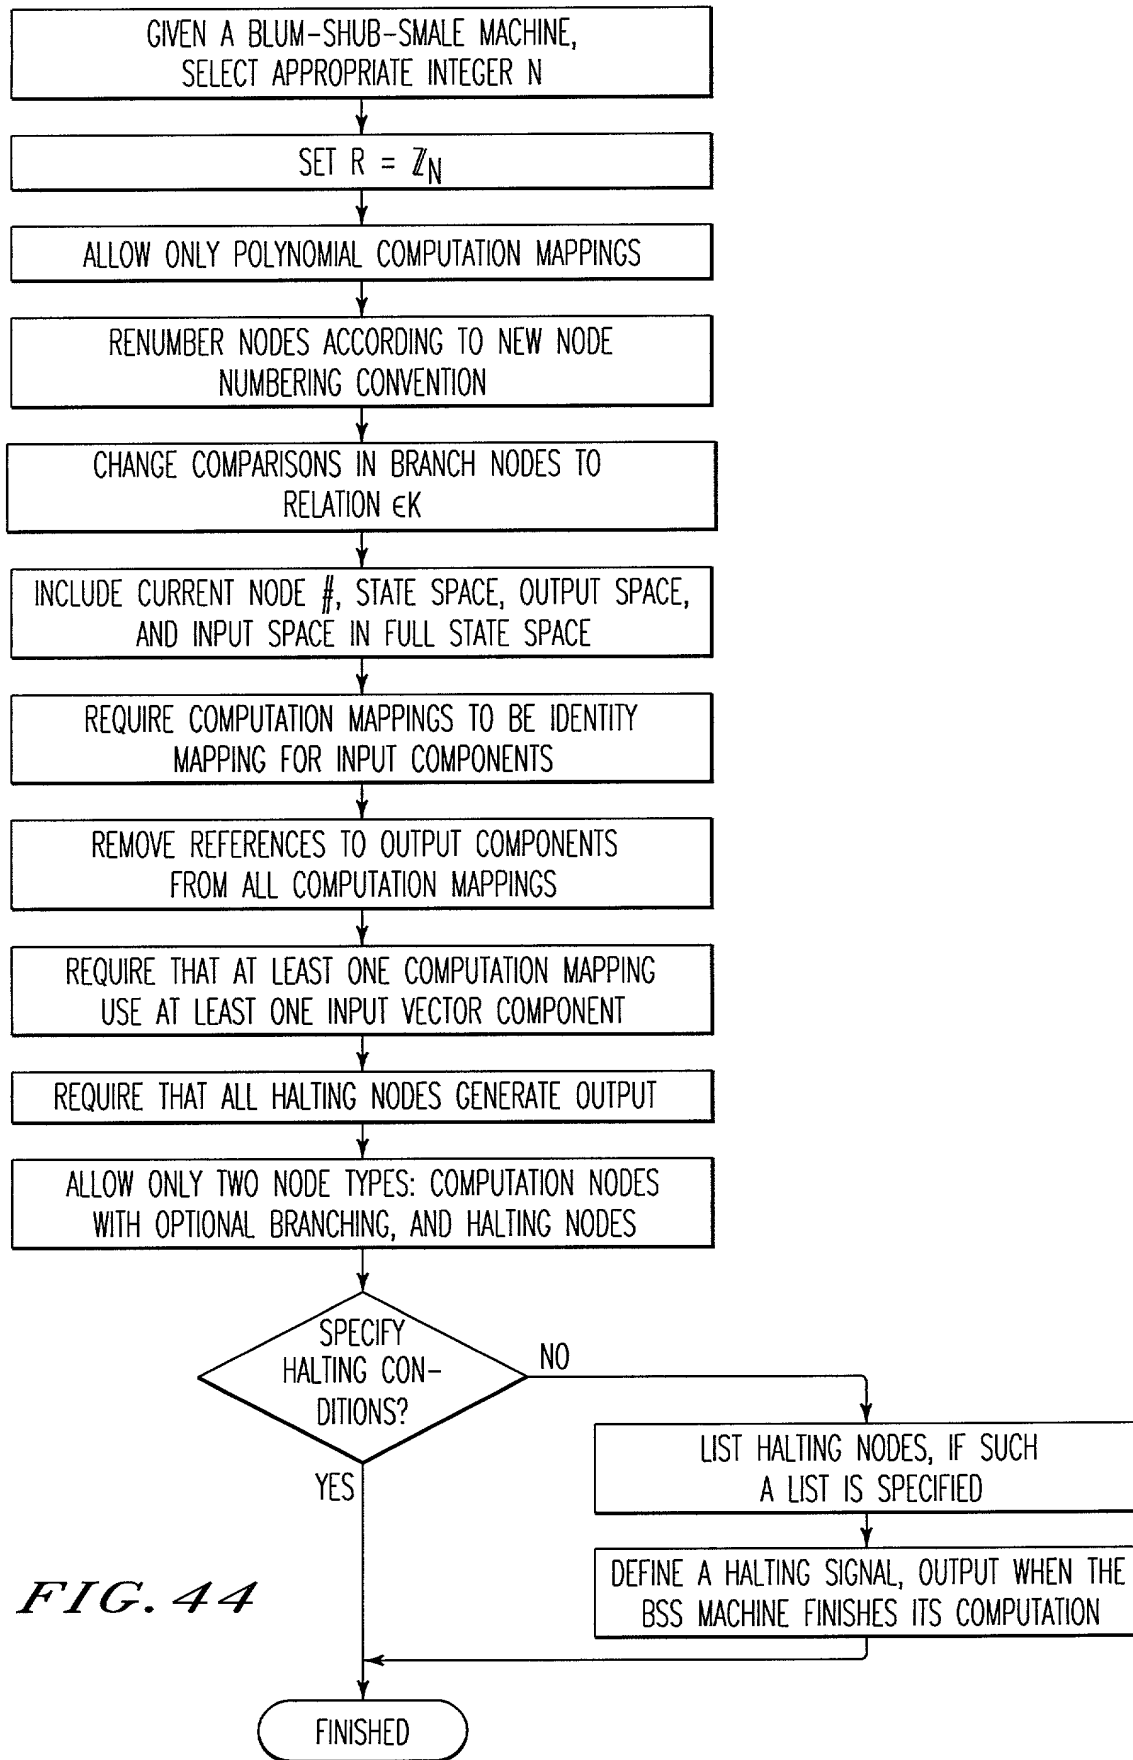 GIVEN A BLUM-SHUB-SMALE MACHINE,
SELECT APPROPRIATE INTEGER N
SET R = ℤN
ALLOW ONLY POLYNOMIAL COMPUTATION MAPPINGS
RENUMBER NODES ACCORDING TO NEW NODE
NUMBERING CONVENTION
CHANGE COMPARISONS IN BRANCH NODES TO
RELATION ϵK
INCLUDE CURRENT NODE #, STATE SPACE, OUTPUT SPACE,
AND INPUT SPACE IN FULL STATE SPACE
REQUIRE COMPUTATION MAPPINGS TO BE IDENTITY
MAPPING FOR INPUT COMPONENTS
REMOVE REFERENCES TO OUTPUT COMPONENTS
FROM ALL COMPUTATION MAPPINGS
REQUIRE THAT AT LEAST ONE COMPUTATION MAPPING
USE AT LEAST ONE INPUT VECTOR COMPONENT
REQUIRE THAT ALL HALTING NODES GENERATE OUTPUT
ALLOW ONLY TWO NODE TYPES: COMPUTATION NODES
WITH OPTIONAL BRANCHING, AND HALTING NODES
SPECIFY
HALTING CON-
DITIONS?
NO
YES
LIST HALTING NODES, IF SUCH
A LIST IS SPECIFIED
DEFINE A HALTING SIGNAL, OUTPUT WHEN THE
BSS MACHINE FINISHES ITS COMPUTATION
FIG. 44
FINISHED